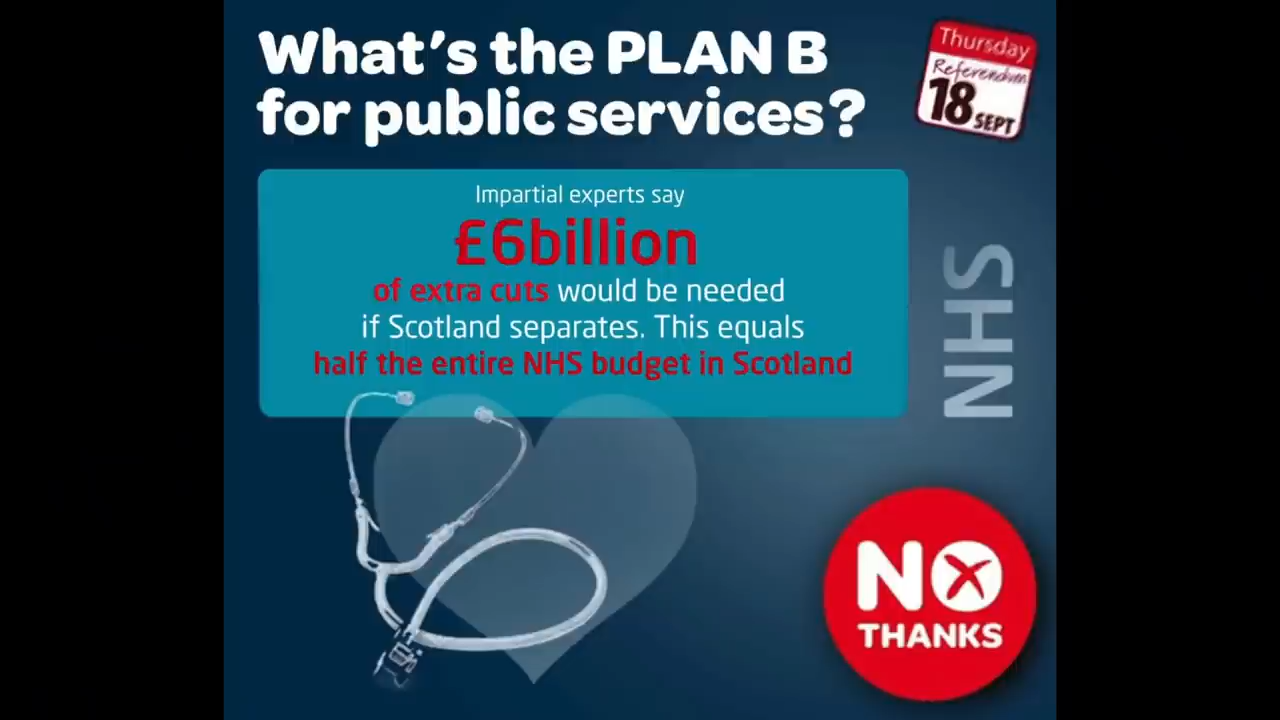 What's the PLAN B
for public services?
Thursday
Referendum
18 SEPT
Impartial experts say
£6billion
of extra cuts would be needed
if Scotland separates. This equals
half the entire NHS budget in Scotland
NHS
NO
THANKS